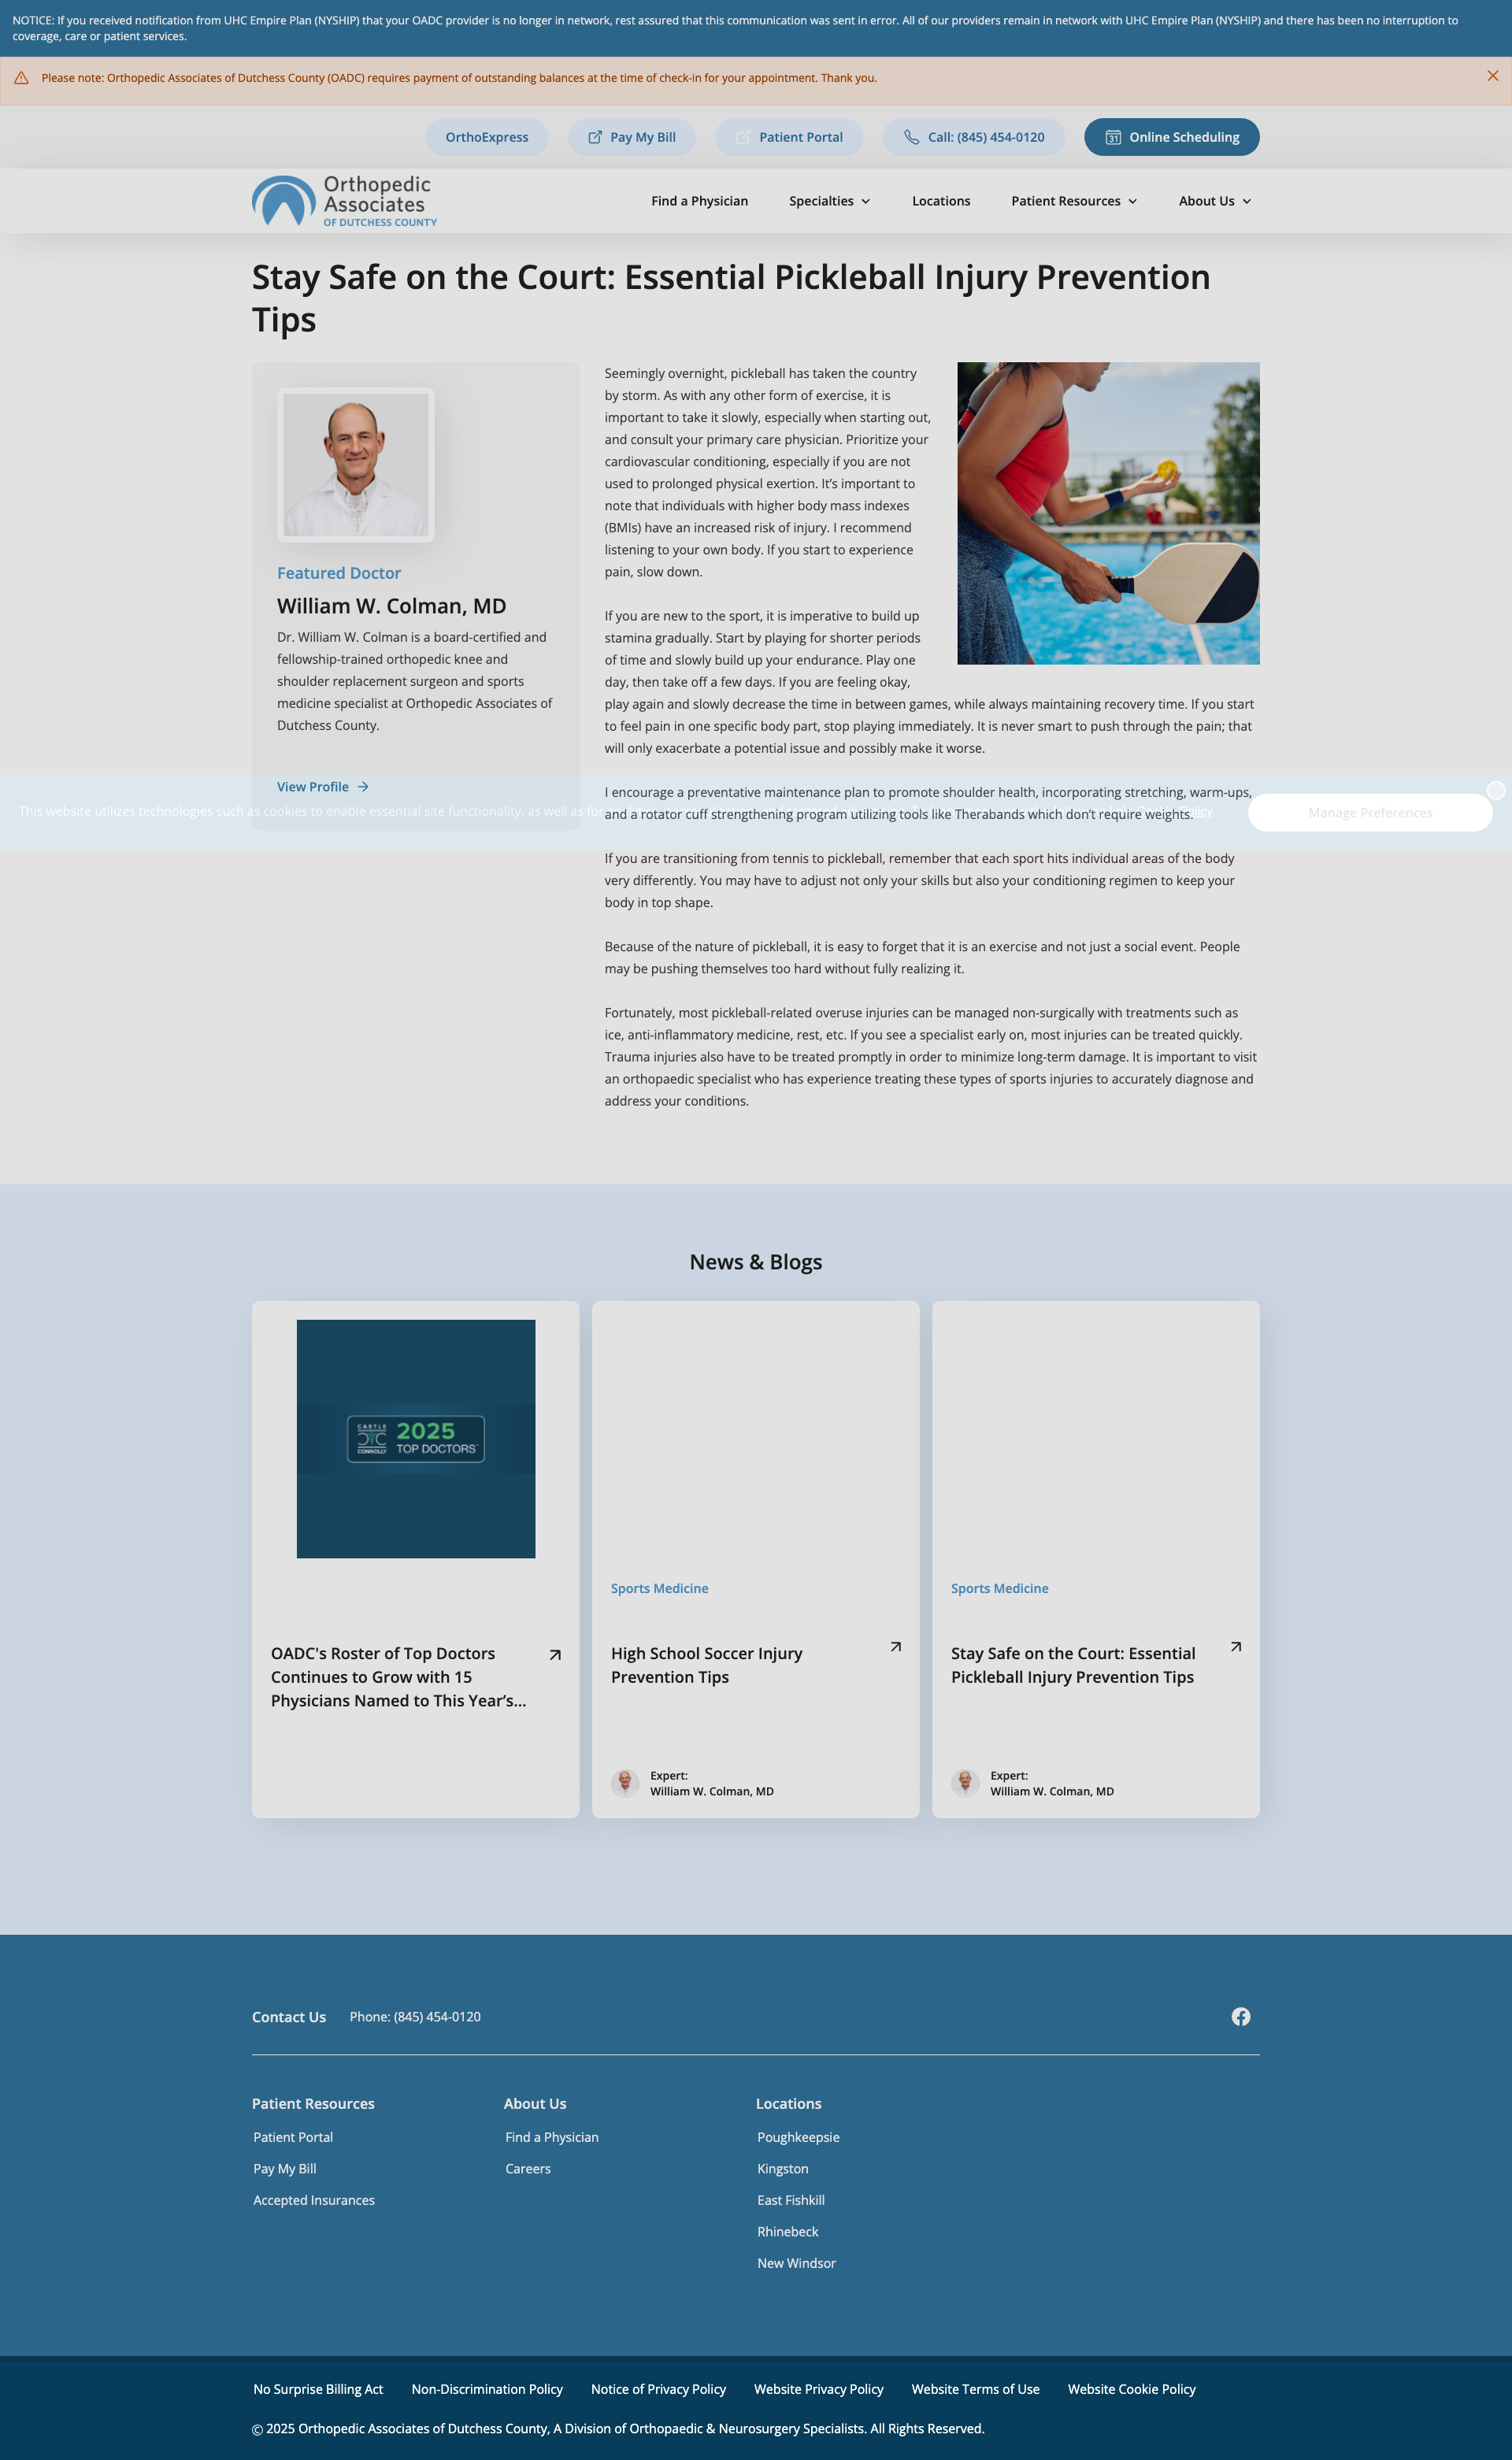 NOTICE: If you received notification from UHC Empire Plan (NYSHIP) that your OADC provider is no longer in network, rest assured that this communication was sent in error. All of our providers remain in network with UHC Empire Plan (NYSHIP) and there has been no interruption to
coverage, care or patient services.
Please note: Orthopedic Associates of Dutchess County (OADC) requires payment of outstanding balances at the time of check-in for your appointment. Thank you.
OrthoExpress
Pay My Bill
Patient Portal
Call: (845) 454-0120
31
Online Scheduling
Orthopedic
Associates
OF DUTCHESS COUNTY
Find a Physician
Specialties
Locations
Patient Resources
About Us
Stay Safe on the Court: Essential Pickleball Injury Prevention
Tips
Featured Doctor
William W. Colman, MD
Dr. William W. Colman is a board-certified and
fellowship-trained orthopedic knee and
shoulder replacement surgeon and sports
medicine specialist at Orthopedic Associates of
Dutchess County.
View Profile
Seemingly overnight, pickleball has taken the country
by storm. As with any other form of exercise, it is
important to take it slowly, especially when starting out,
and consult your primary care physician. Prioritize your
cardiovascular conditioning, especially if you are not
used to prolonged physical exertion. It’s important to
note that individuals with higher body mass indexes
(BMIs) have an increased risk of injury. I recommend
listening to your own body. If you start to experience
pain, slow down.
If you are new to the sport, it is imperative to build up
stamina gradually. Start by playing for shorter periods
of time and slowly build up your endurance. Play one
day, then take off a few days. If you are feeling okay,
play again and slowly decrease the time in between games, while always maintaining recovery time. If you start
to feel pain in one specific body part, stop playing immediately. It is never smart to push through the pain; that
will only exacerbate a potential issue and possibly make it worse.
I encourage a preventative maintenance plan to promote shoulder health, incorporating stretching, warm-ups,
and a rotator cuff strengthening program utilizing tools like Therabands which don’t require weights.
This website utilizes technologies such as cookies to enable essential site functionality, as well as for
Policy
Manage Preferences
If you are transitioning from tennis to pickleball, remember that each sport hits individual areas of the body
very differently. You may have to adjust not only your skills but also your conditioning regimen to keep your
body in top shape.
Because of the nature of pickleball, it is easy to forget that it is an exercise and not just a social event. People
may be pushing themselves too hard without fully realizing it.
Fortunately, most pickleball-related overuse injuries can be managed non-surgically with treatments such as
ice, anti-inflammatory medicine, rest, etc. If you see a specialist early on, most injuries can be treated quickly.
Trauma injuries also have to be treated promptly in order to minimize long-term damage. It is important to visit
an orthopaedic specialist who has experience treating these types of sports injuries to accurately diagnose and
address your conditions.
News & Blogs
CASTLE
CONNOLLY
2025
TOP DOCTORS
OADC's Roster of Top Doctors
Continues to Grow with 15
Physicians Named to This Year’s...
Sports Medicine
High School Soccer Injury
Prevention Tips
Expert:
William W. Colman, MD
Sports Medicine
Stay Safe on the Court: Essential
Pickleball Injury Prevention Tips
Expert:
William W. Colman, MD
Contact Us
Phone: (845) 454-0120
Patient Resources
Patient Portal
Pay My Bill
Accepted Insurances
About Us
Find a Physician
Careers
Locations
Poughkeepsie
Kingston
East Fishkill
Rhinebeck
New Windsor
No Surprise Billing Act
Non-Discrimination Policy
Notice of Privacy Policy
Website Privacy Policy
Website Terms of Use
Website Cookie Policy
© 2025 Orthopedic Associates of Dutchess County, A Division of Orthopaedic & Neurosurgery Specialists. All Rights Reserved.